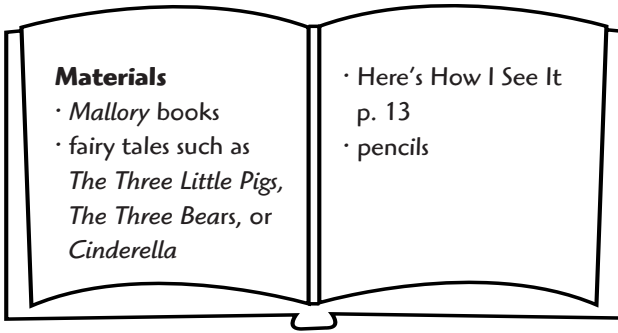 Materials
· Mallory books
· fairy tales such as
The Three Little Pigs,
The Three Bears, or
Cinderella
· Here's How I See It
p. 13
· pencils